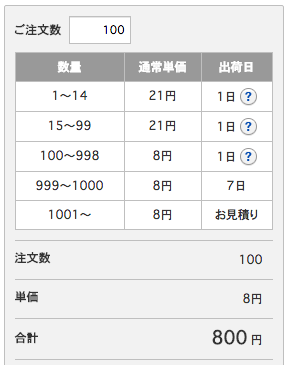 ご注文数 100
数量 通常単価 出荷日
1〜14 21円 1日 ?
15〜99 21円 1日 ?
100〜998 8円 1日 ?
999〜1000 8円 7日
1001〜 8円 お見積り
注文数 100
単価 8円
合計 800 円